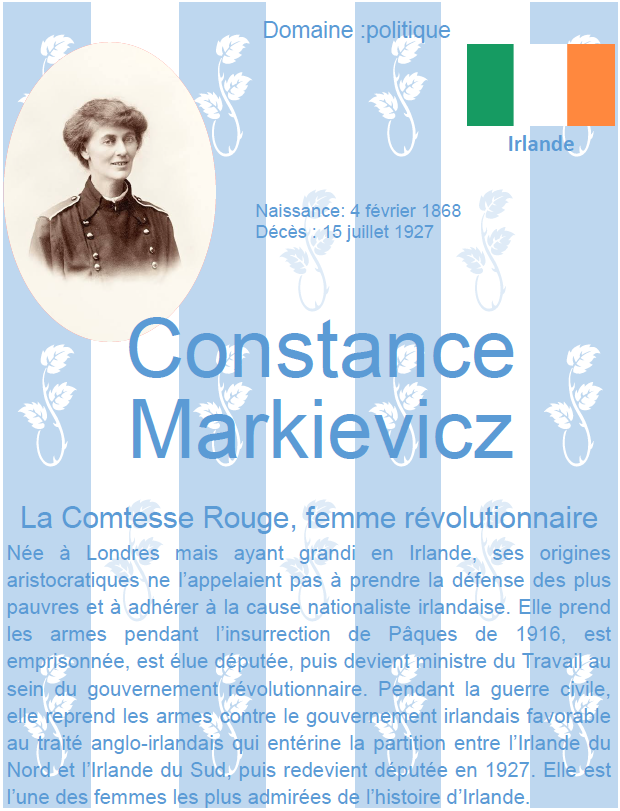 Domaine :politique
Irlande
Naissance: 4 février 1868
Décès : 15 juillet 1927
Constance
Markievicz
La Comtesse Rouge, femme révolutionnaire
Née à Londres mais ayant grandi en Irlande, ses origines
aristocratiques ne l’appelaient pas à prendre la défense des plus
pauvres et à adhérer à la cause nationaliste irlandaise. Elle prend
les armes pendant l’insurrection de Pâques de 1916, est
emprisonnée, est élue députée, puis devient ministre du Travail au
sein du gouvernement révolutionnaire. Pendant la guerre civile,
elle reprend les armes contre le gouvernement irlandais favorable
au traité anglo-irlandais qui entérine la partition entre l’Irlande du
Nord et l’Irlande du Sud, puis redevient députée en 1927. Elle est
l’une des femmes les plus admirées de l’histoire d’Irlande.